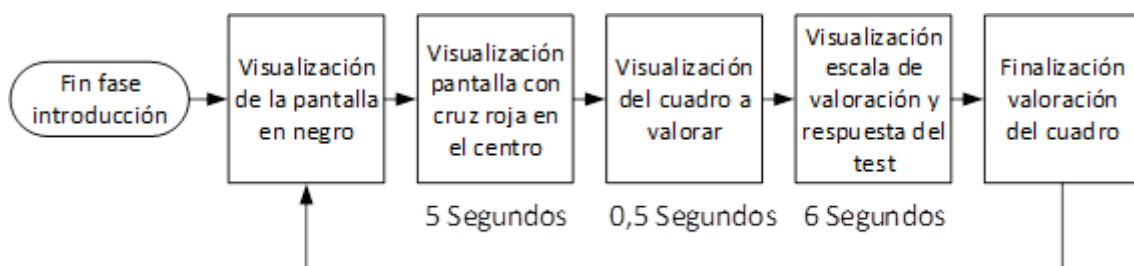 Fin fase
introducción
Visualización
de la pantalla
en negro
Visualización
pantalla con
cruz roja en
el centro
Visualización
del cuadro a
valorar
Visualización
escala de
valoración y
respuesta del
test
Finalización
valoración
del cuadro
5 Segundos
0,5 Segundos
6 Segundos